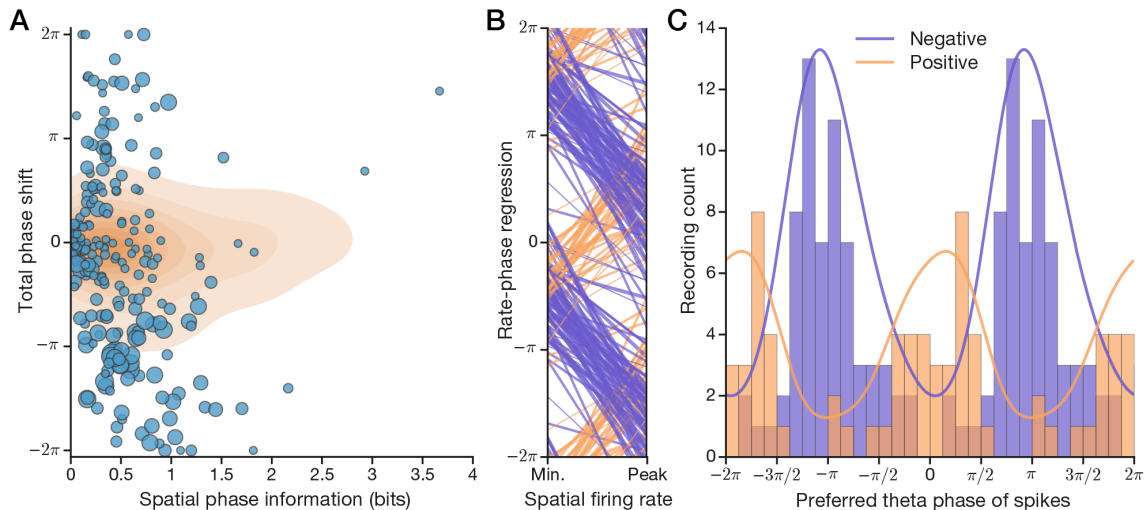 A
B
C
2π
π
0
−π
−2π
Total phase shift
0
0.5
1
1.5
2
2.5
3
3.5
4
Spatial phase information (bits)
2π
π
0
−π
−2π
Rate-phase regression
Min.
Peak
Spatial firing rate
14
12
10
8
6
4
2
0
Recording count
Negative
Positive
−2π
−3π/2
−π
−π/2
0
π/2
π
3π/2
2π
Preferred theta phase of spikes